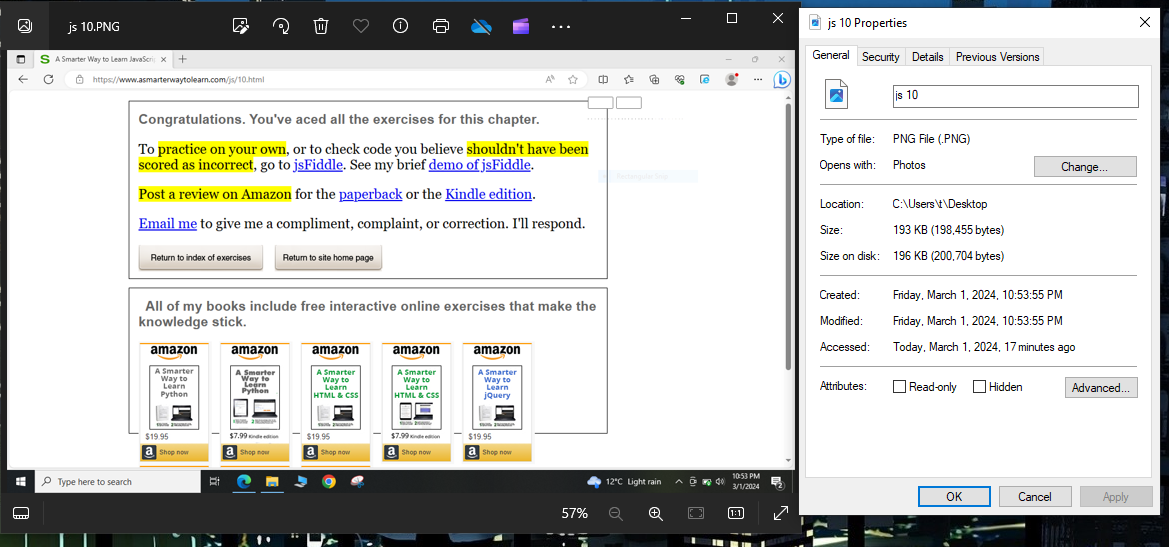 js 10.PNG
A Smarter Way to Learn JavaScri
https://www.asmarterwaytolearn.com/js/10.html
Congratulations. You've aced all the exercises for this chapter.
To practice on your own, or to check code you believe shouldn't have been
scored as incorrect, go to jsFiddle. See my brief demo of jsFiddle.
Post a review on Amazon for the paperback or the Kindle edition.
Email me to give me a compliment, complaint, or correction. I'll respond.
Return to index of exercises
Return to site home page
All of my books include free interactive online exercises that make the
knowledge stick.
amazon
A Smarter
Way to
Learn
Python
$19.95
Shop now
amazon
A Smarter
Way to
Learn
Python
$7.99 Kindle edition
Shop now
amazon
A Smarter
Way to
Learn
HTML & CSS
$19.95
Shop now
amazon
A Smarter
Way to
Learn
HTML & CSS
$7.99 Kindle edition
Shop now
amazon
A Smarter
Way to
Learn
jQuery
$19.95
Shop now
Type here to search
12°C Light rain
10:53 PM
3/1/2024
2
57%
1:1
js 10 Properties
General Security Details Previous Versions
js 10
Type of file: PNG File (.PNG)
Opens with: Photos
Change...
Location: C:\Users\t\Desktop
Size: 193 KB (198,455 bytes)
Size on disk: 196 KB (200,704 bytes)
Created: Friday, March 1, 2024, 10:53:55 PM
Modified: Friday, March 1, 2024, 10:53:55 PM
Accessed: Today, March 1, 2024, 17 minutes ago
Attributes: Read-only Hidden Advanced...
OK Cancel Apply